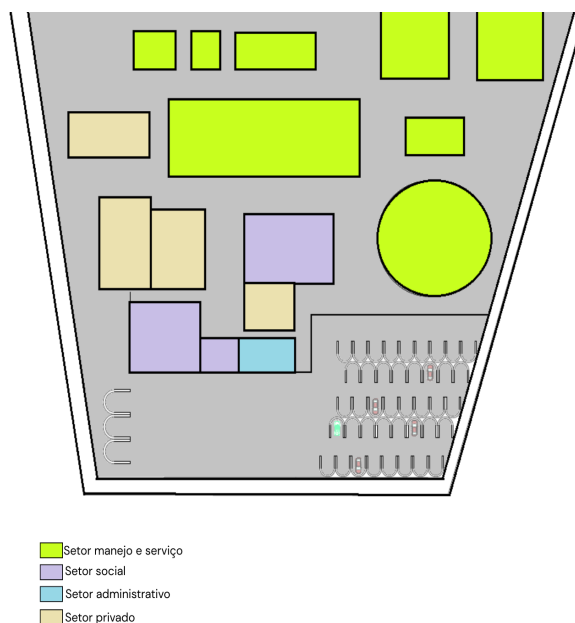 Setor manejo e serviço
Setor social
Setor administrativo
Setor privado